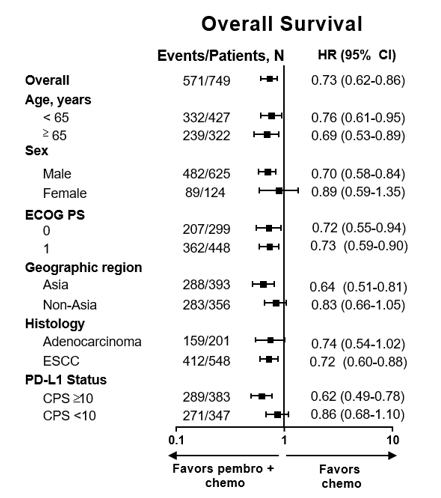 Overall Survival
Events/Patients, N HR (95% CI)
Overall 571/749 0.73 (0.62-0.86)
Age, years
< 65 332/427 0.76 (0.61-0.95)
≥ 65 239/322 0.69 (0.53-0.89)
Sex
Male 482/625 0.70 (0.58-0.84)
Female 89/124 0.89 (0.59-1.35)
ECOG PS
0 207/299 0.72 (0.55-0.94)
1 362/448 0.73 (0.59-0.90)
Geographic region
Asia 288/393 0.64 (0.51-0.81)
Non-Asia 283/356 0.83 (0.66-1.05)
Histology
Adenocarcinoma 159/201 0.74 (0.54-1.02)
ESCC 412/548 0.72 (0.60-0.88)
PD-L1 Status
CPS ≥10 289/383 0.62 (0.49-0.78)
CPS <10 271/347 0.86 (0.68-1.10)
0.1 1 10
Favors pembro + Favors
chemo chemo